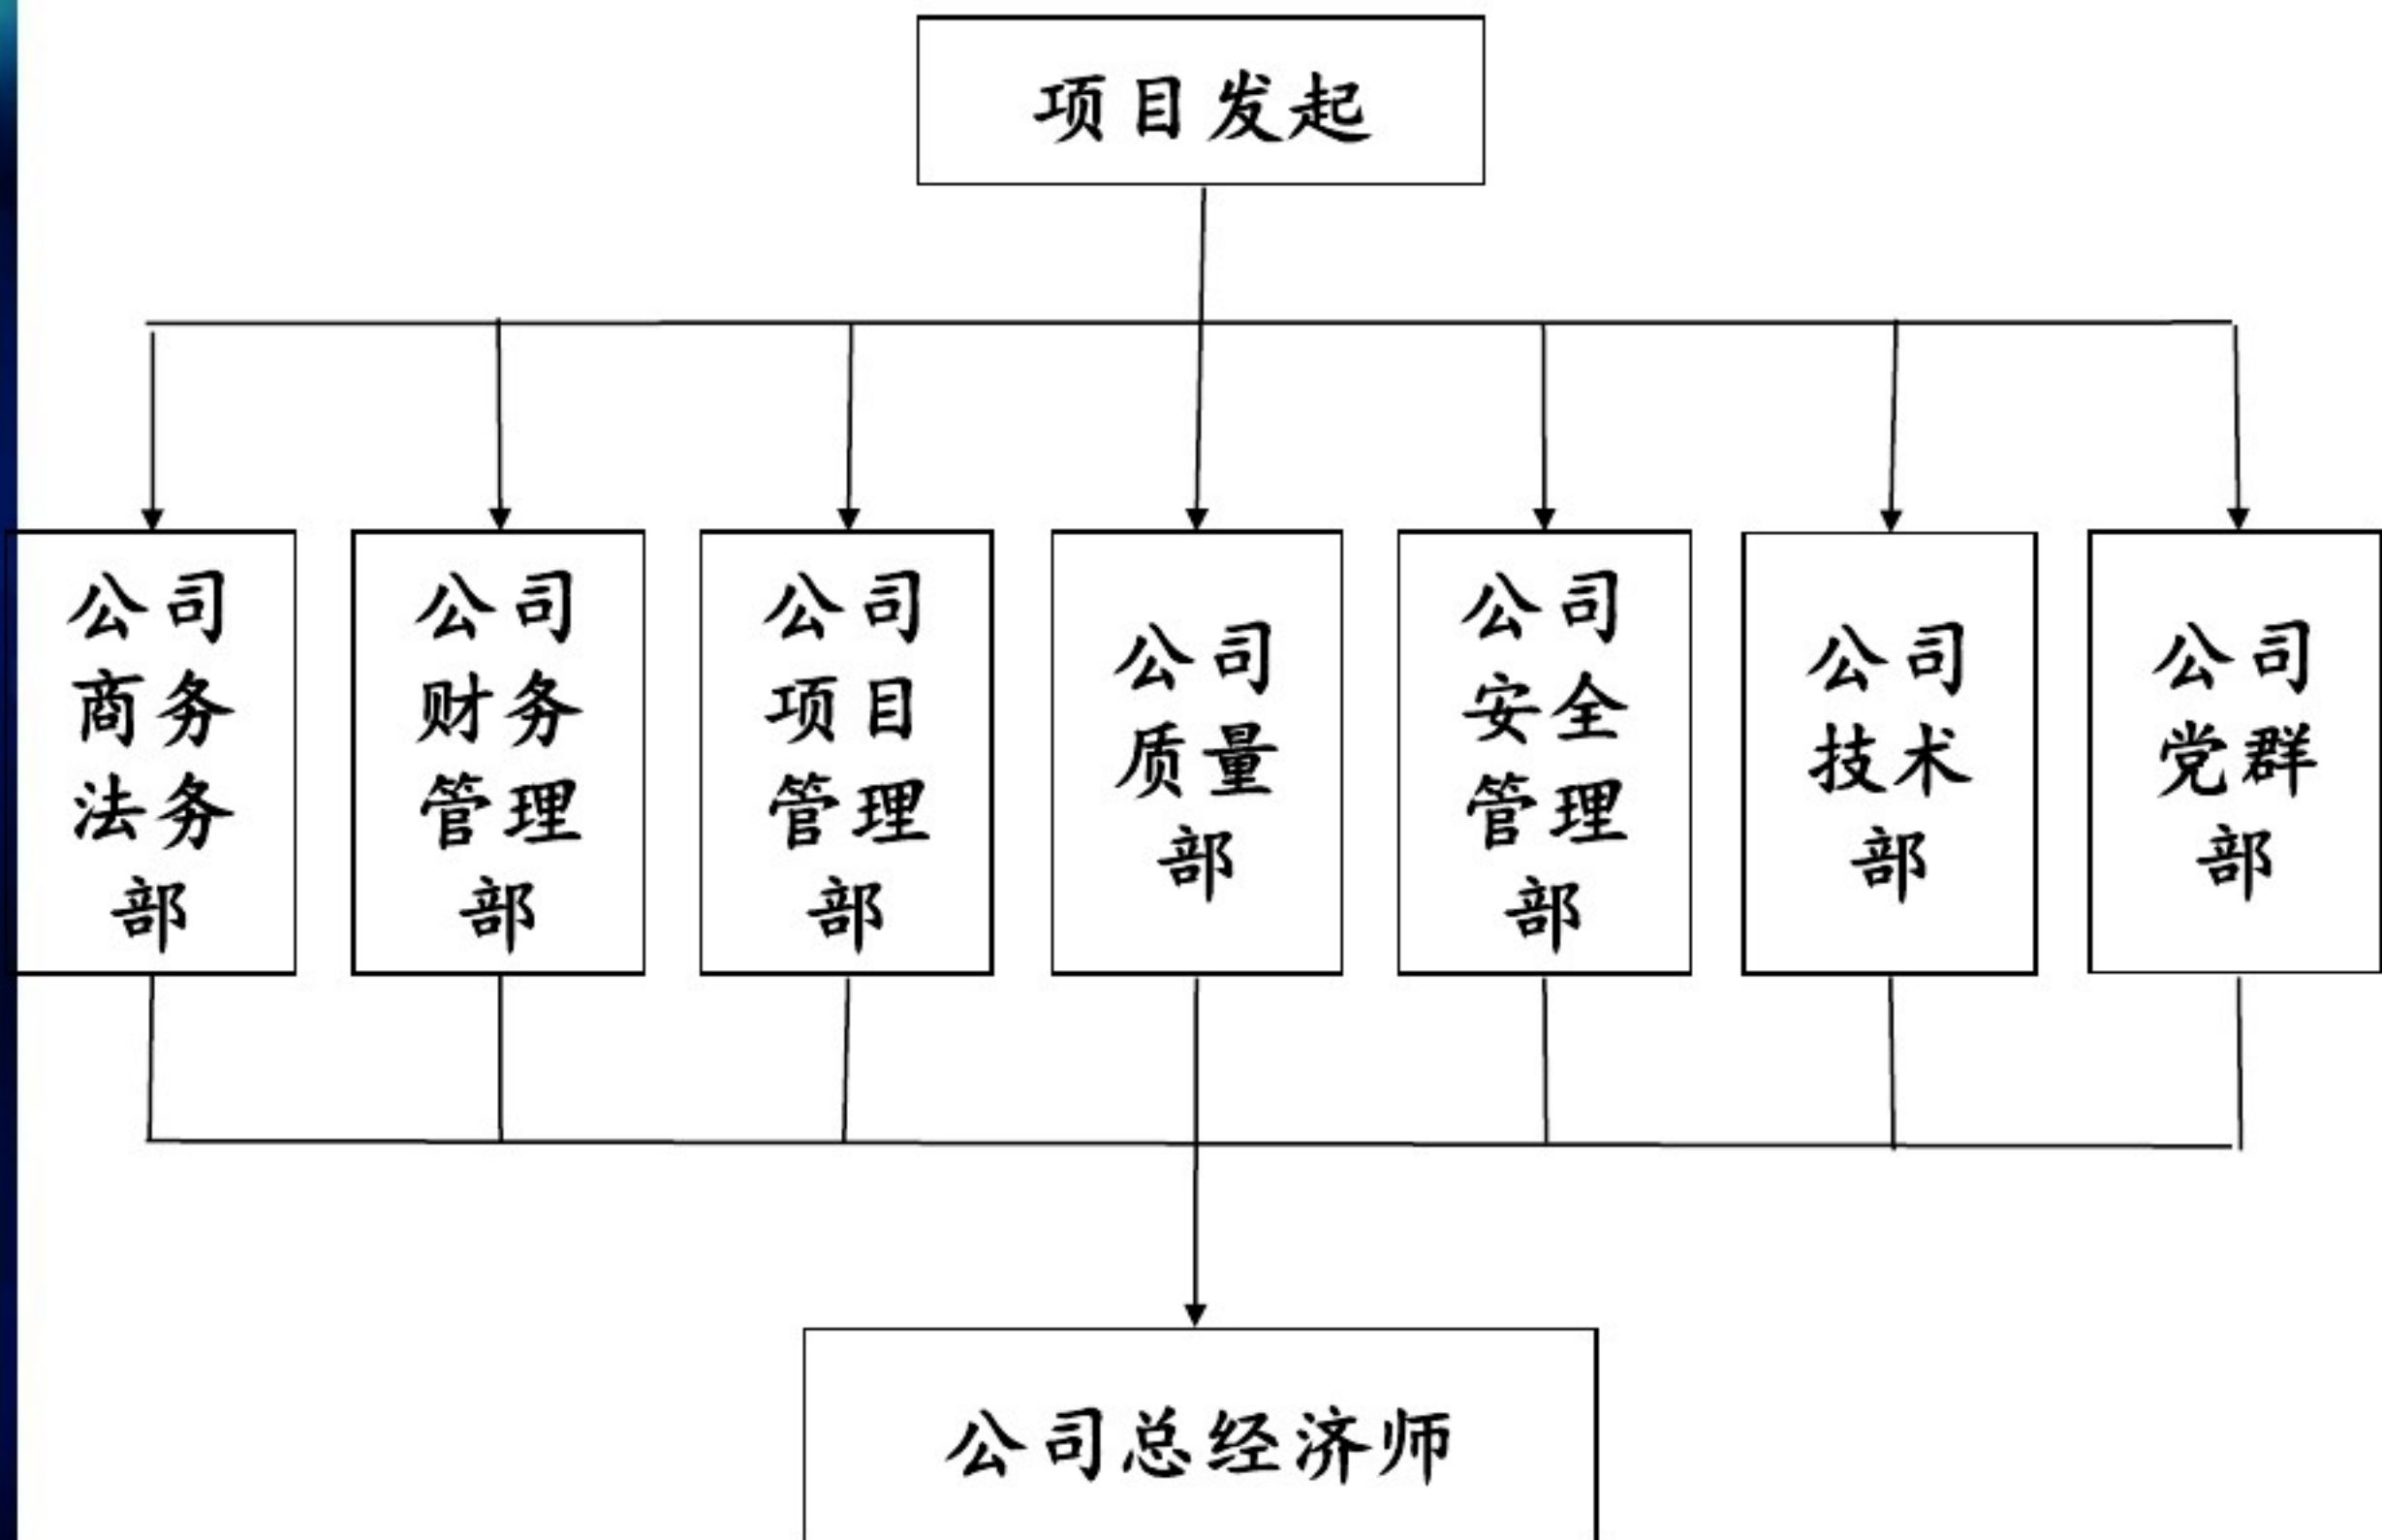 项目发起
公司
商务
法务
部
公司
财务
管理
部
公司
项目
管理
部
公司
质量
部
公司
安全
管理
部
公司
技术
部
公司
党群
部
公司总经济师